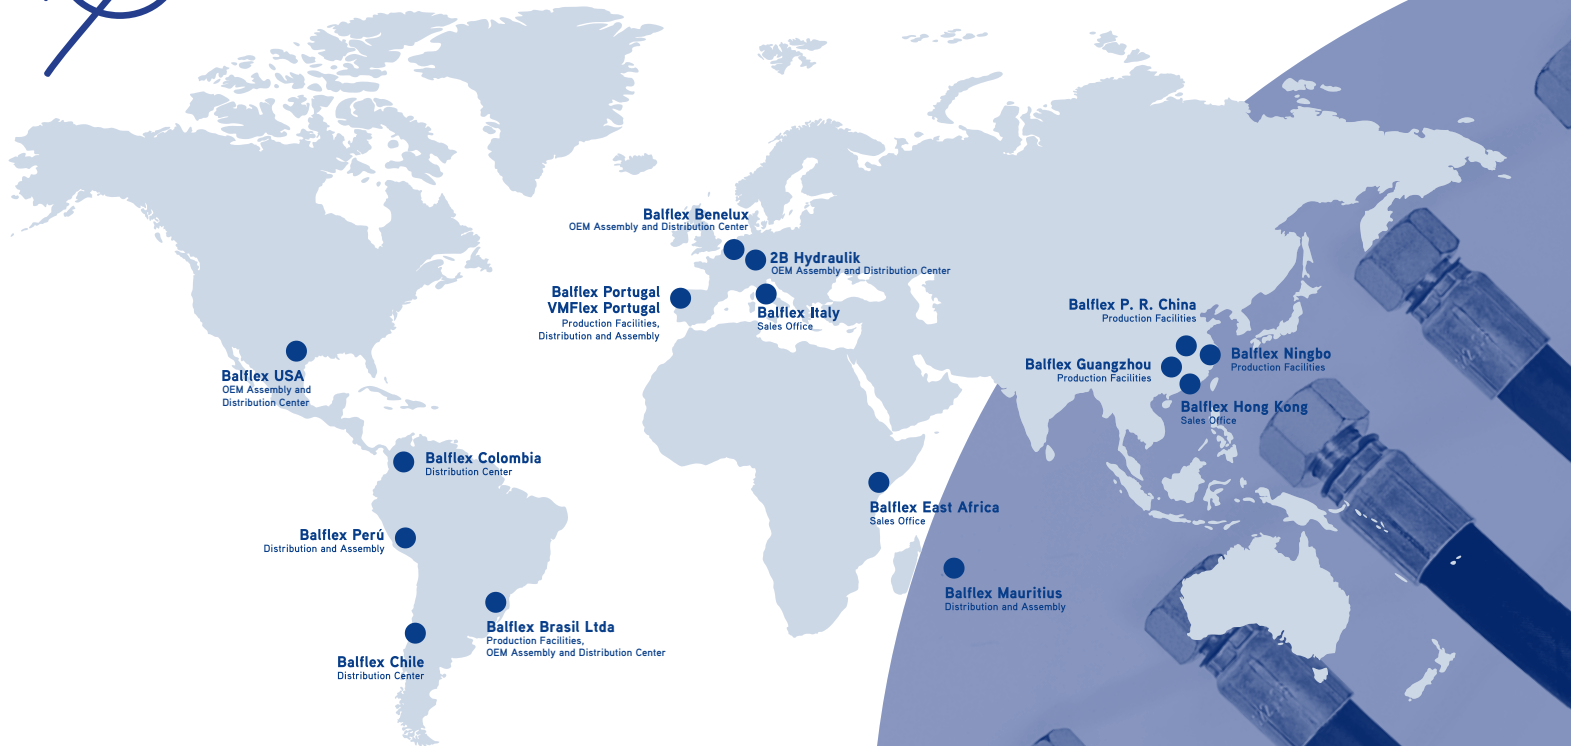 Balflex Benelux
OEM Assembly and Distribution Center
2B Hydraulik
OEM Assembly and Distribution Center
Balflex Portugal
VMFlex Portugal
Production Facilities,
Distribution and Assembly
Balflex Italy
Sales Office
Balflex P. R. China
Production Facilities
Balflex Ningbo
Production Facilities
Balflex Guangzhou
Production Facilities
Balflex Hong Kong
Sales Office
Balflex USA
OEM Assembly and
Distribution Center
Balflex Colombia
Distribution Center
Balflex East Africa
Sales Office
Balflex Perú
Distribution and Assembly
Balflex Mauritius
Distribution and Assembly
Balflex Brasil Ltda
Production Facilities,
OEM Assembly and Distribution Center
Balflex Chile
Distribution Center